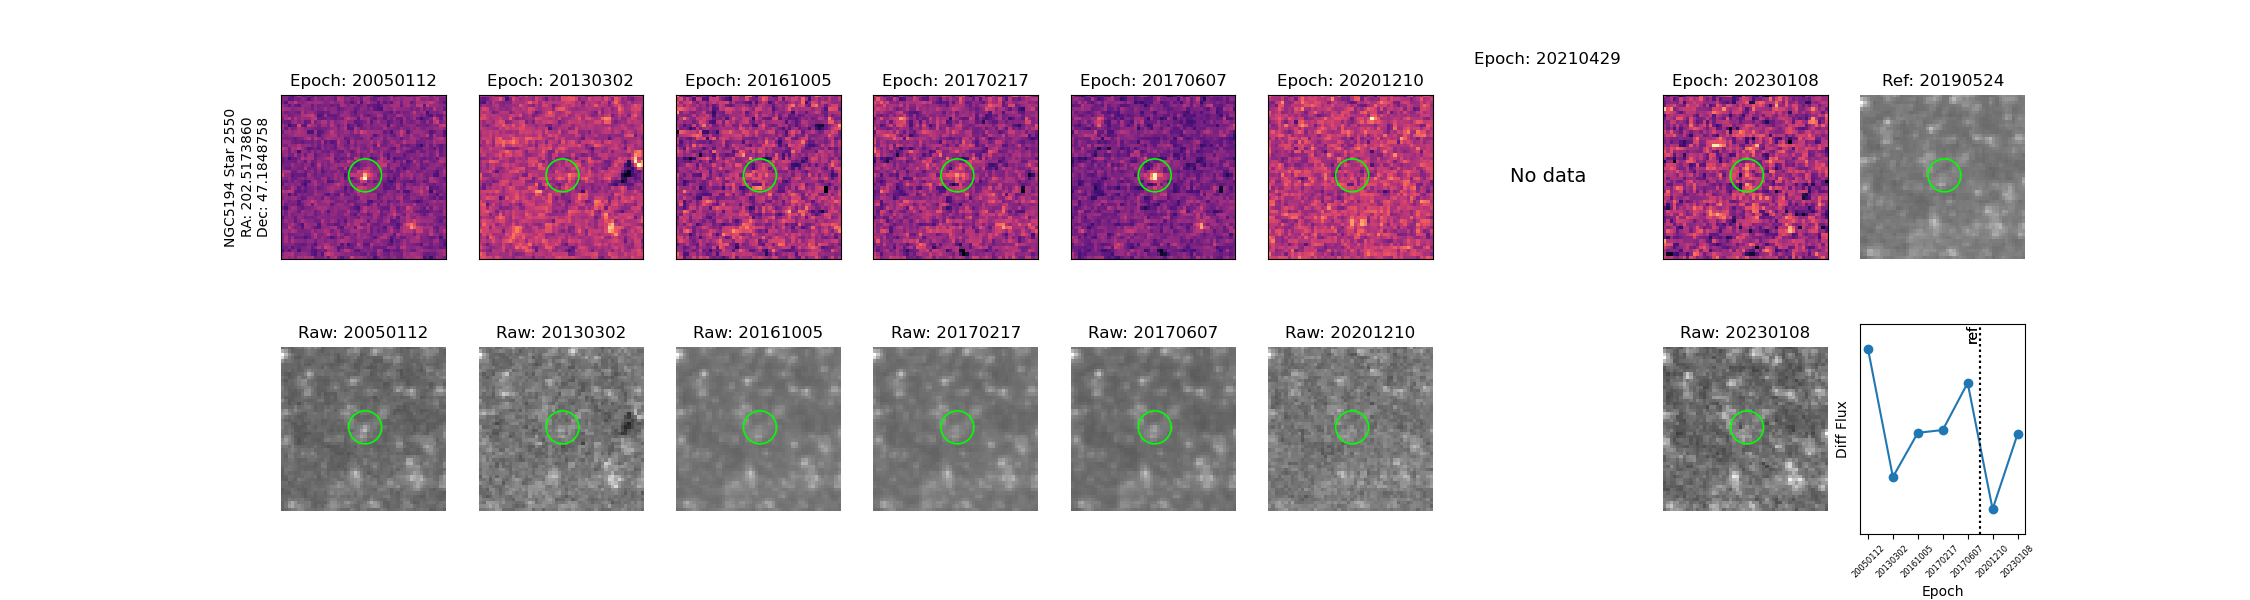 NGC5194 Star 2550
RA: 202.5173860
Dec: 47.1848758
Epoch: 20050112
Epoch: 20130302
Epoch: 20161005
Epoch: 20170217
Epoch: 20170607
Epoch: 20201210
Epoch: 20210429
No data
Epoch: 20230108
Ref: 20190524
Raw: 20050112
Raw: 20130302
Raw: 20161005
Raw: 20170217
Raw: 20170607
Raw: 20201210
Raw: 20230108
ref
Diff Flux
20050112
20130302
20161005
20170217
20170607
20201210
20230108
Epoch